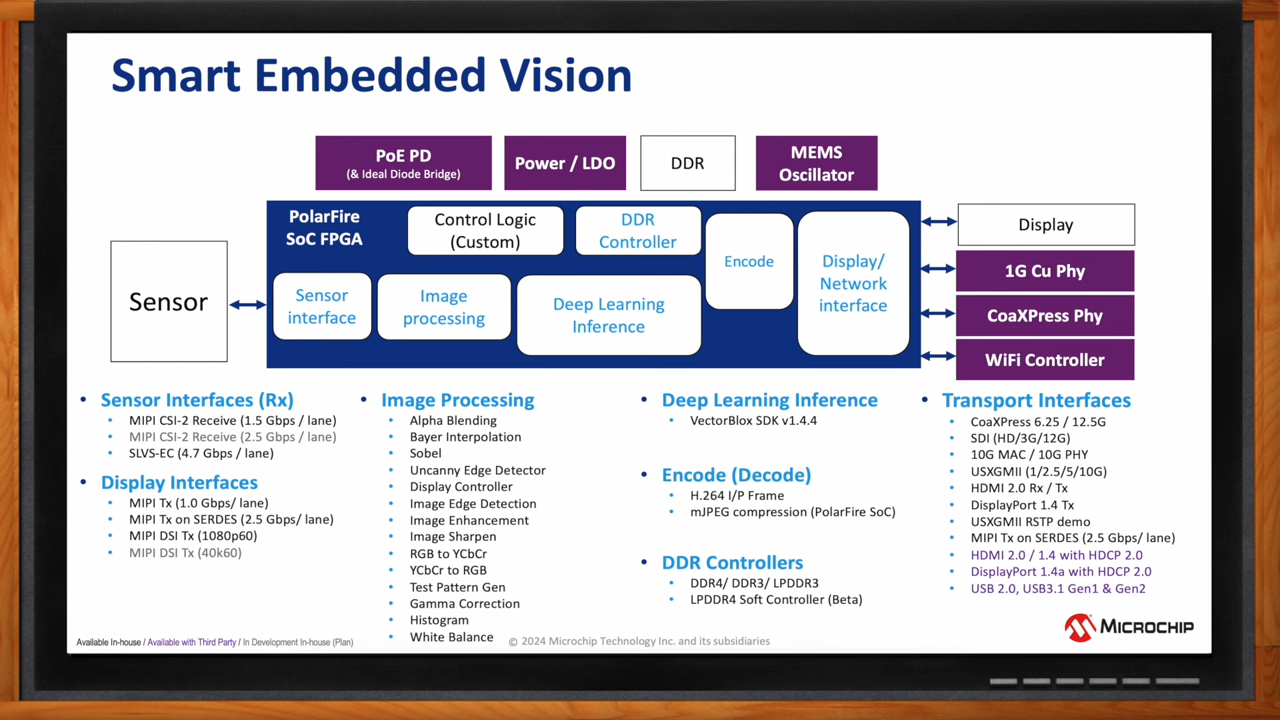 Smart Embedded Vision
PoE PD
(& Ideal Diode Bridge)
Power / LDO
DDR
MEMS
Oscillator
PolarFire
SoC FPGA
Control Logic
(Custom)
DDR
Controller
Encode
Display/
Network
interface
Sensor
Sensor
interface
Image
processing
Deep Learning
Inference
Display
1G Cu Phy
CoaXPress Phy
WiFi Controller
• Sensor Interfaces (Rx)
• MIPI CSI-2 Receive (1.5 Gbps / lane)
• MIPI CSI-2 Receive (2.5 Gbps / lane)
• SLVS-EC (4.7 Gbps / lane)
• Display Interfaces
• MIPI Tx (1.0 Gbps/ lane)
• MIPI Tx on SERDES (2.5 Gbps/ lane)
• MIPI DSI Tx (1080p60)
• MIPI DSI Tx (40k60)
• Image Processing
• Alpha Blending
• Bayer Interpolation
• Sobel
• Uncanny Edge Detector
• Display Controller
• Image Edge Detection
• Image Enhancement
• Image Sharpen
• RGB to YCbCr
• YCbCr to RGB
• Test Pattern Gen
• Gamma Correction
• Histogram
• White Balance
• Deep Learning Inference
• VectorBlox SDK v1.4.4
• Encode (Decode)
• H.264 I/P Frame
• mJPEG compression (PolarFire SoC)
• DDR Controllers
• DDR4/ DDR3/ LPDDR3
• LPDDR4 Soft Controller (Beta)
• Transport Interfaces
• CoaXPress 6.25 / 12.5G
• SDI (HD/3G/12G)
• 10G MAC / 10G PHY
• USXGMII (1/2.5/5/10G)
• HDMI 2.0 Rx / Tx
• DisplayPort 1.4 Tx
• USXGMII RSTP demo
• MIPI Tx on SERDES (2.5 Gbps/ lane)
• HDMI 2.0 / 1.4 with HDCP 2.0
• DisplayPort 1.4a with HDCP 2.0
• USB 2.0, USB3.1 Gen1 & Gen2
Available In-house / Available with Third Party / In Development In-house (Plan)
© 2024 Microchip Technology Inc. and its subsidiaries
MICROCHIP